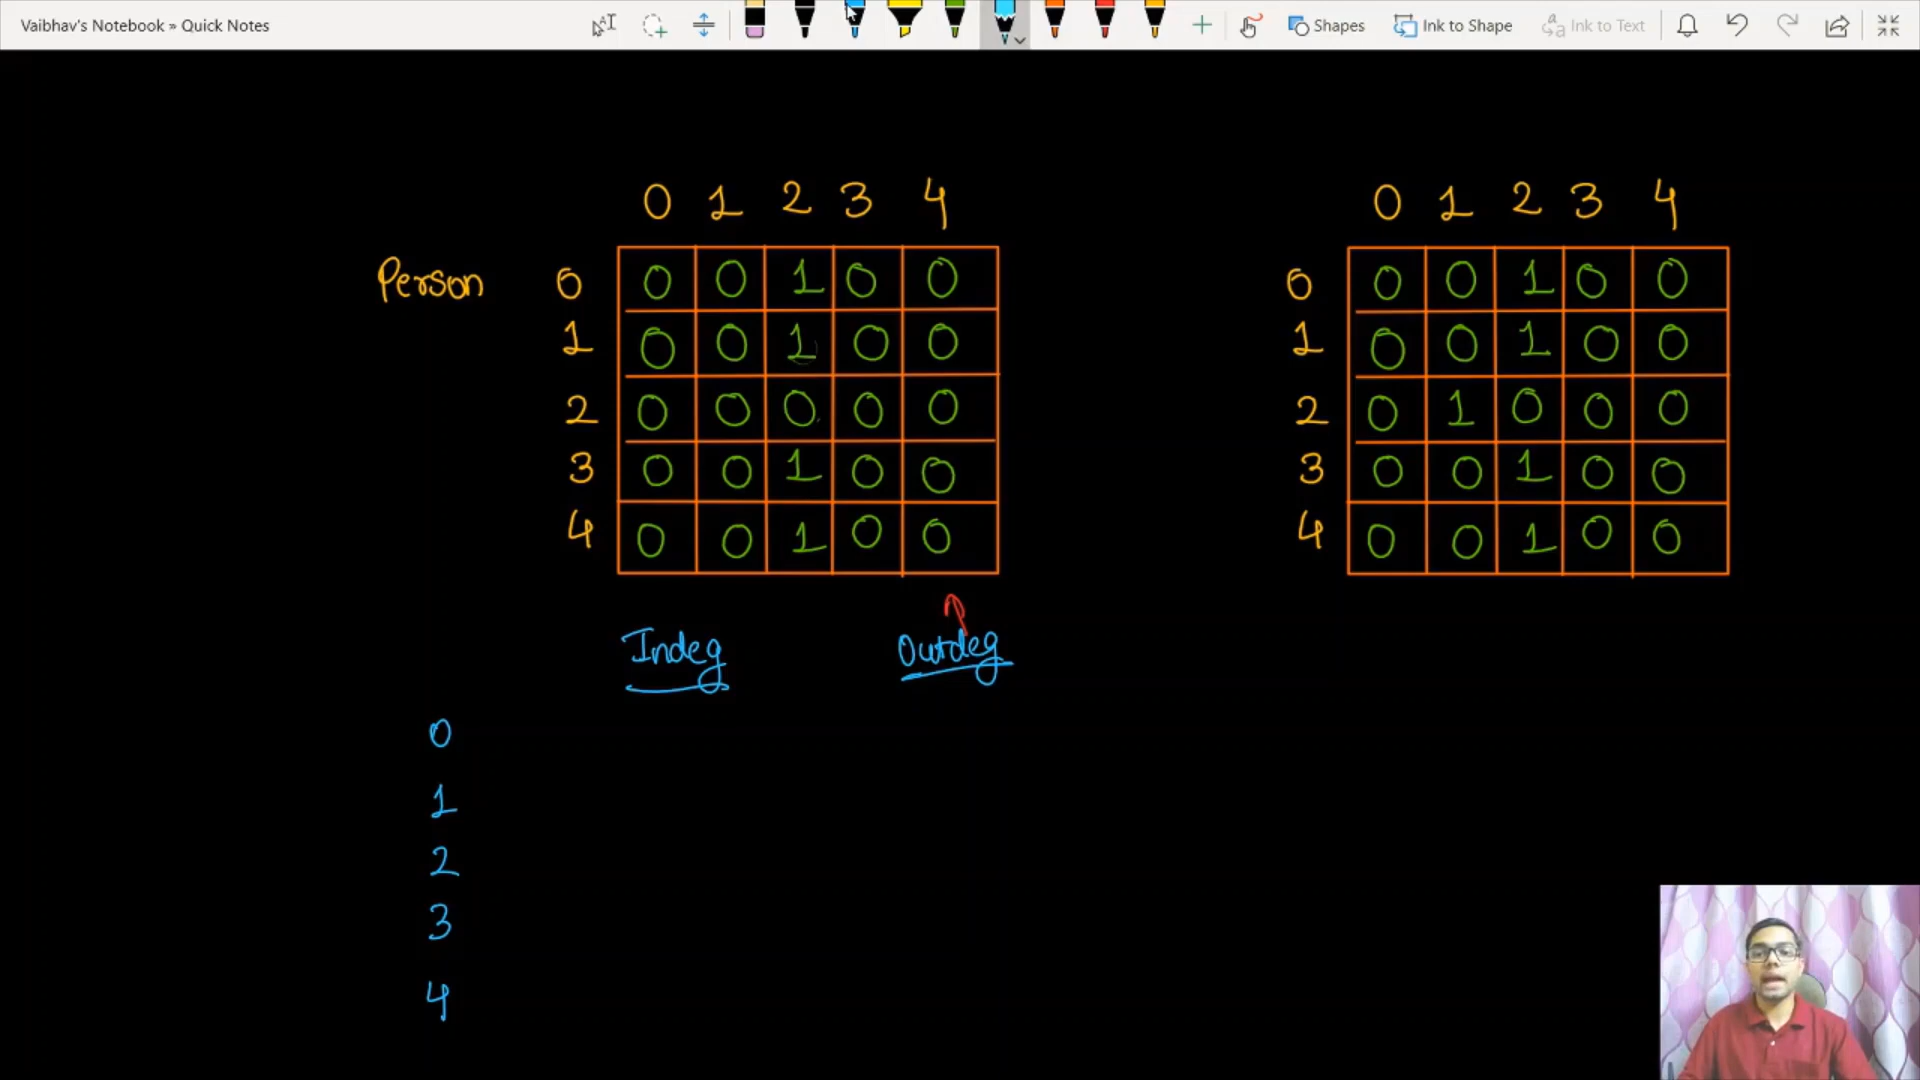 Vaibhav's Notebook » Quick Notes
Shapes
Ink to Shape
Ink to Text
0 1 2 3 4
Person 0 0 0 1 0 0
1 0 0 1 0 0
2 0 0 0 0 0
3 0 0 1 0 0
4 0 0 1 0 0
0 1 2 3 4
0 0 0 1 0 0
1 0 0 1 0 0
2 0 1 0 0 0
3 0 0 1 0 0
4 0 0 1 0 0
Indeg Outdeg
0
1
2
3
4